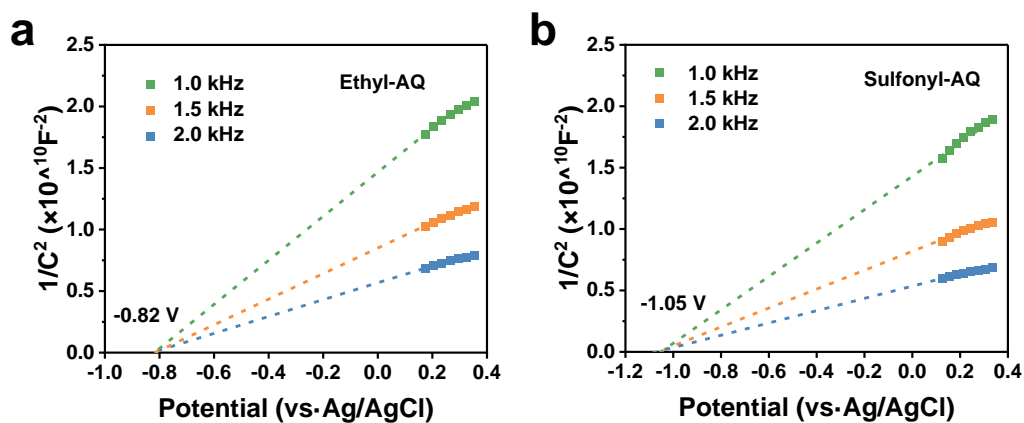 a
2.5
2.0
1.5
1.0
0.5
0.0
1/C² (×10^¹⁰F⁻²)
1.0 kHz
1.5 kHz
2.0 kHz
Ethyl-AQ
-0.82 V
-1.0 -0.8 -0.6 -0.4 -0.2 0.0 0.2 0.4
Potential (vs·Ag/AgCl)
b
2.5
2.0
1.5
1.0
0.5
0.0
1/C² (×10^¹⁰F⁻²)
1.0 kHz
1.5 kHz
2.0 kHz
Sulfonyl-AQ
-1.05 V
-1.2 -1.0 -0.8 -0.6 -0.4 -0.2 0.0 0.2 0.4
Potential (vs·Ag/AgCl)